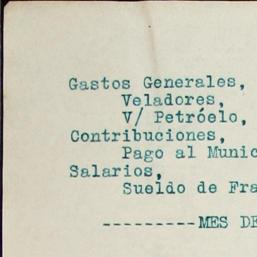 Gastos Generales,
Veladores,
V/ Petróelo,
Contribuciones,
Pago al Munic
Salarios,
Sueldo de Fra
---------MES DE